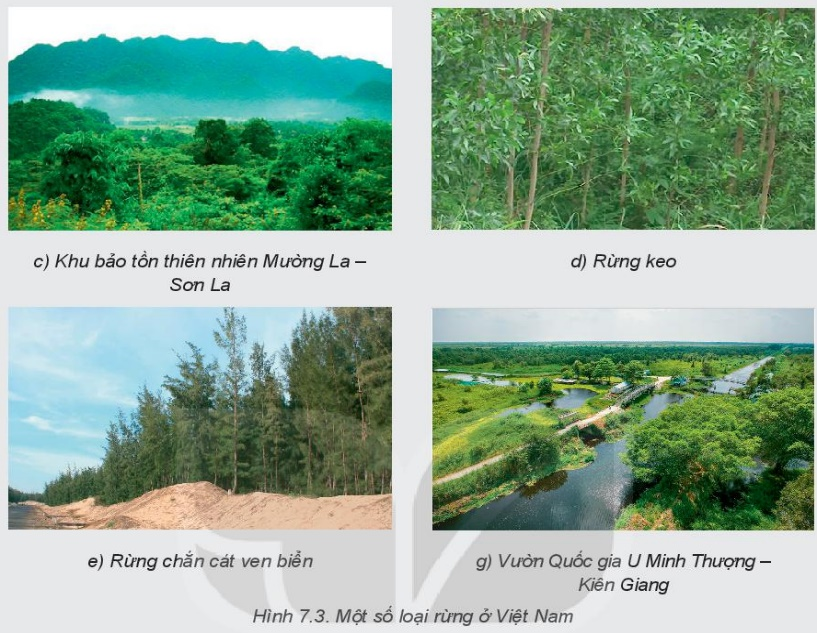 c) Khu bảo tồn thiên nhiên Mường La –
Sơn La
d) Rừng keo
e) Rừng chắn cát ven biển
g) Vườn Quốc gia U Minh Thượng –
Kiên Giang
Hình 7.3. Một số loại rừng ở Việt Nam